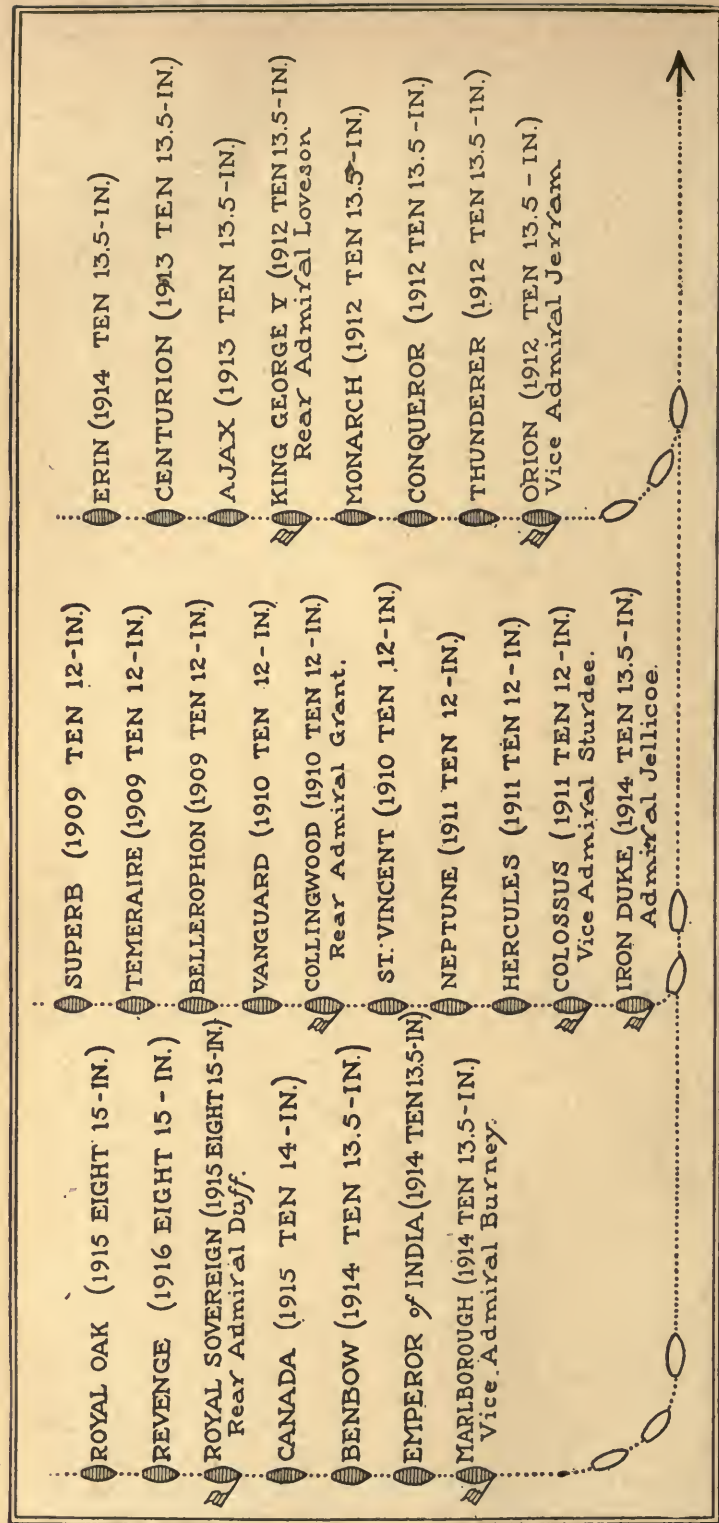 ROYAL OAK (1915 EIGHT 15-IN.)
REVENGE (1916 EIGHT 15-IN.)
ROYAL SOVEREIGN (1915 EIGHT 15-IN.)
Rear Admiral Duff.
CANADA (1915 TEN 14-IN.)
BENBOW (1914 TEN 13.5-IN.)
EMPEROR of INDIA (1914 TEN 13.5-IN)
MARLBOROUGH (1914 TEN 13.5-IN.)
Vice Admiral Burney.
SUPERB (1909 TEN 12-IN.)
TEMERAIRE (1909 TEN 12-IN.)
BELLEROPHON (1909 TEN 12-IN.)
VANGUARD (1910 TEN 12-IN.)
COLLINGWOOD (1910 TEN 12-IN.)
Rear Admiral Grant.
ST. VINCENT (1910 TEN 12-IN.)
NEPTUNE (1911 TEN 12-IN.)
HERCULES (1911 TEN 12-IN.)
COLOSSUS (1911 TEN 12-IN.)
Vice Admiral Sturdee.
IRON DUKE (1914 TEN 13.5-IN.)
Admiral Jellicoe.
ERIN (1914 TEN 13.5-IN.)
CENTURION (1913 TEN 13.5-IN.)
AJAX (1913 TEN 13.5-IN.)
KING GEORGE V (1912 TEN 13.5-IN.)
Rear Admiral Loveson
MONARCH (1912 TEN 13.5-IN.)
CONQUEROR (1912 TEN 13.5-IN.)
THUNDERER (1912 TEN 13.5-IN.)
ORION (1912 TEN 13.5-IN.)
Vice Admiral Jerram